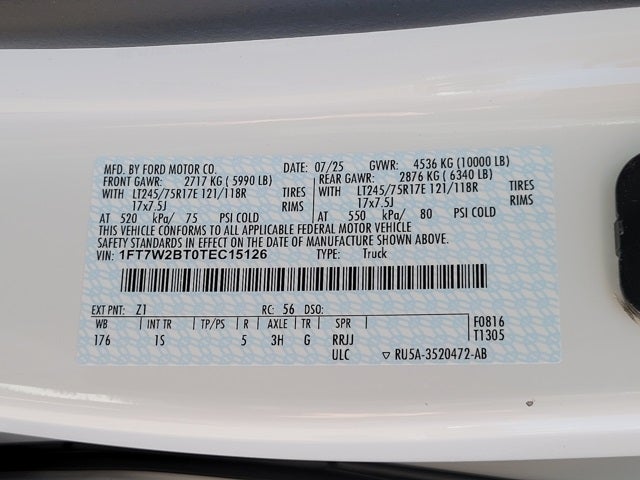 MFD. BY FORD MOTOR CO. DATE: 07/25 GVWR: 4536 KG (10000 LB)
FRONT GAWR: 2717 KG ( 5990 LB) REAR GAWR: 2876 KG ( 6340 LB)
WITH LT245/75R17E 121/118R TIRES WITH LT245/75R17E 121/118R TIRES
17x7.5J RIMS 17x7.5J RIMS
AT 520 kPa/ 75 PSI COLD AT 550 kPa/ 80 PSI COLD
THIS VEHICLE CONFORMS TO ALL APPLICABLE FEDERAL MOTOR VEHICLE
SAFETY STANDARDS IN EFFECT ON THE DATE OF MANUFACTURE SHOWN ABOVE.
VIN: 1FT7W2BT0TEC15126 TYPE: Truck
EXT PNT: Z1 RC: 56 DSO:
WB INT TR TP/PS R AXLE TR SPR F0816
176 1S 5 3H G RRJJ T1305
ULC ▽ RU5A-3520472-AB